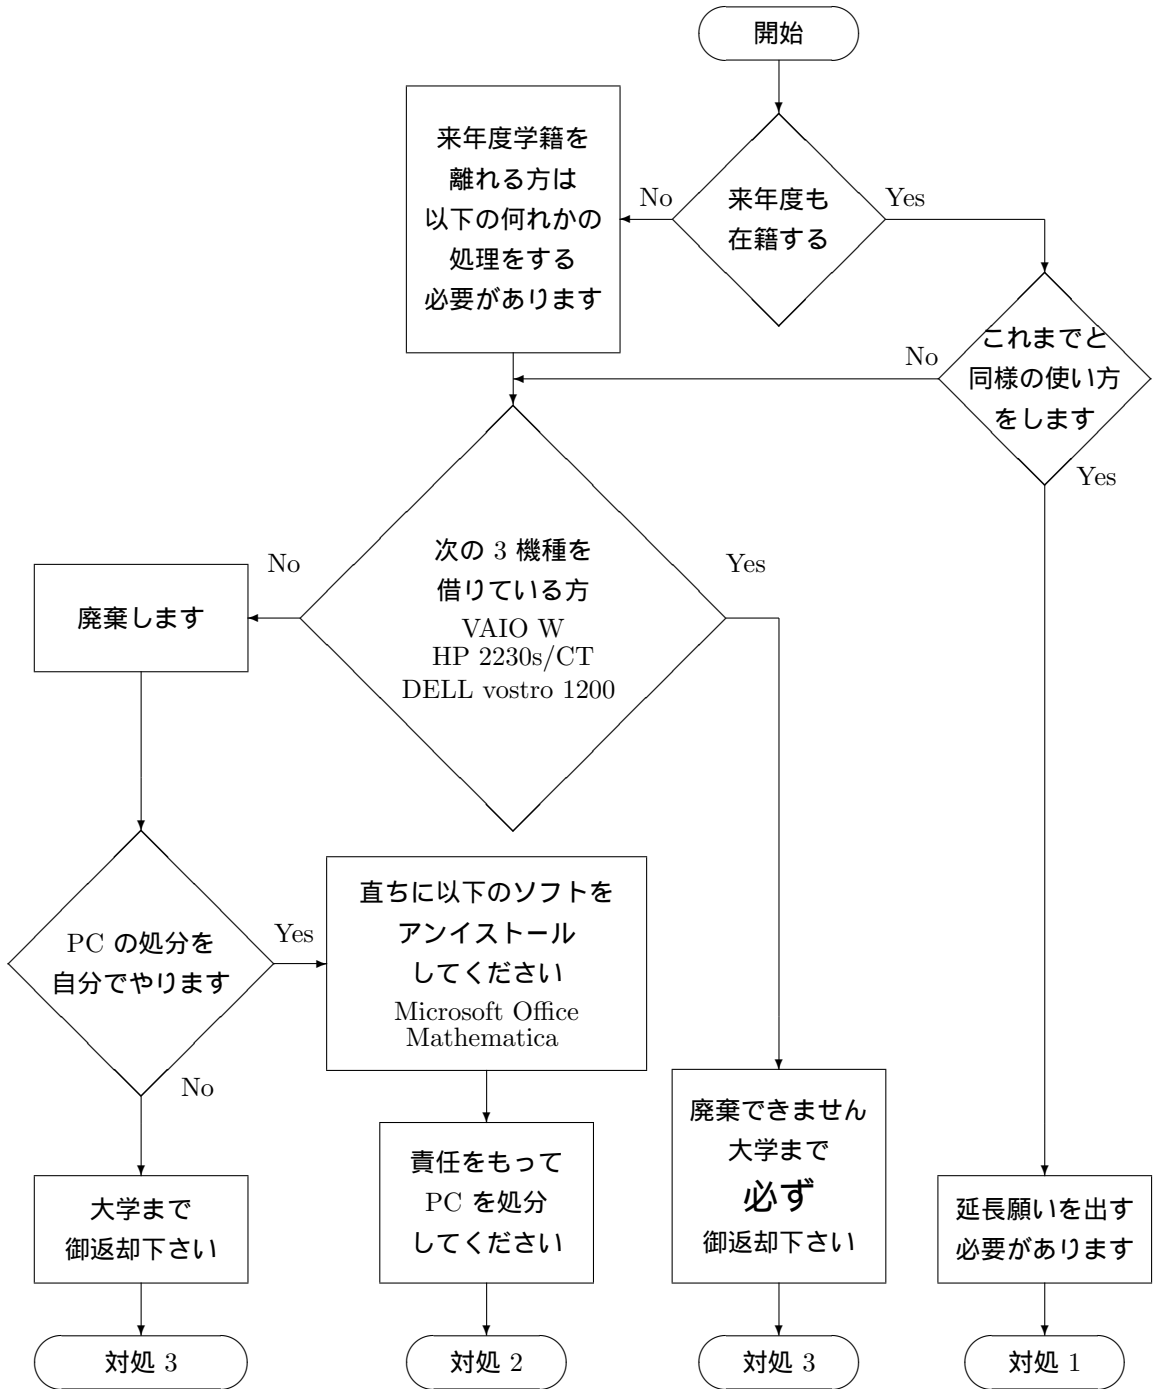 開始
来年度学籍を
離れる方は
以下の何れかの
処理をする
必要があります
No
来年度も
在籍する
Yes
これまでと
同様の使い方
をします
No
Yes
次の 3 機種を
借りている方
VAIO W
HP 2230s/CT
DELL vostro 1200
No
Yes
廃棄します
PC の処分を
自分でやります
Yes
No
直ちに以下のソフトを
アンイストール
してください
Microsoft Office
Mathematica
廃棄できません
大学まで
必ず
御返却下さい
責任をもって
PC を処分
してください
大学まで
御返却下さい
延長願いを出す
必要があります
対処 3
対処 2
対処 3
対処 1